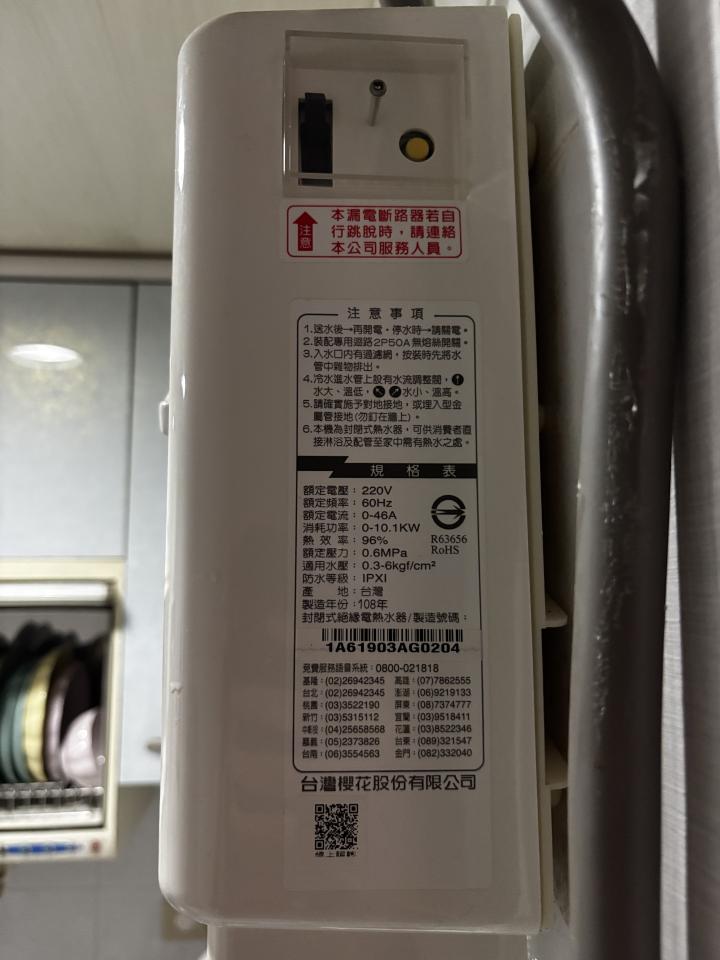 注意
本漏電斷路器若自
行跳脫時，請連絡
本公司服務人員。
注意事項
1.送水後→再開電，停水時→請關電。
2.裝配專用迴路2P50A無熔絲開關。
3.入水口內有過濾網，按裝時先將水
管中雜物排出。
4.冷水進水管上設有水流調整閥，
水大、溫低，水小、溫高。
5.請確實施予對地接地，或埋入型金
屬管接地(勿釘在牆上)。
6.本機為封閉式熱水器，可供消費者直
接淋浴及配管至家中需有熱水之處。
規格表
額定電壓：220V
額定頻率：60Hz
額定電流：0-46A
消耗功率：0-10.1KW
熱效率：96%
額定壓力：0.6MPa
適用水壓：0.3-6kgf/cm²
防水等級：IPXI
產地：台灣
製造年份：108年
R63656
RoHS
封閉式絕緣電熱水器/製造號碼：
1A61903AG0204
免費服務語音系統：0800-021818
基隆：(02)26942345 高雄：(07)7862555
台北：(02)26942345 澎湖：(06)9219133
桃園：(03)3522190 屏東：(08)7374777
新竹：(03)5315112 宜蘭：(03)9518411
中彰投：(04)25658568 花蓮：(03)8522346
嘉義：(05)2373826 台東：(089)321547
台南：(06)3554563 金門：(082)332040
台灣櫻花股份有限公司